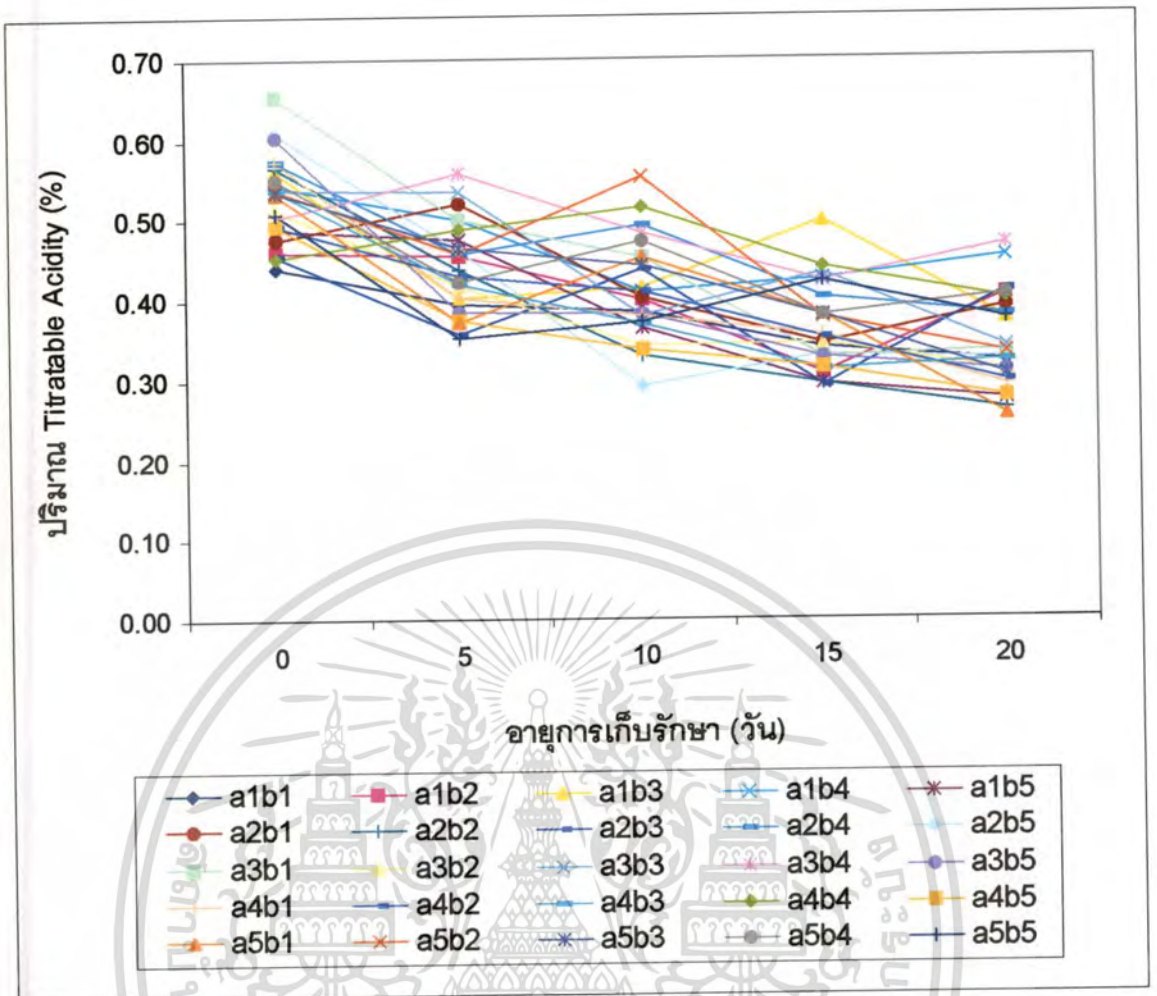 0.70
0.60
0.50
0.40
0.30
0.20
0.10
0.00
ปริมาณ Titratable Acidity (%)
0 5 10 15 20
อายุการเก็บรักษา (วัน)
a1b1 a1b2 a1b3 a1b4 a1b5
a2b1 a2b2 a2b3 a2b4 a2b5
a3b1 a3b2 a3b3 a3b4 a3b5
a4b1 a4b2 a4b3 a4b4 a4b5
a5b1 a5b2 a5b3 a5b4 a5b5